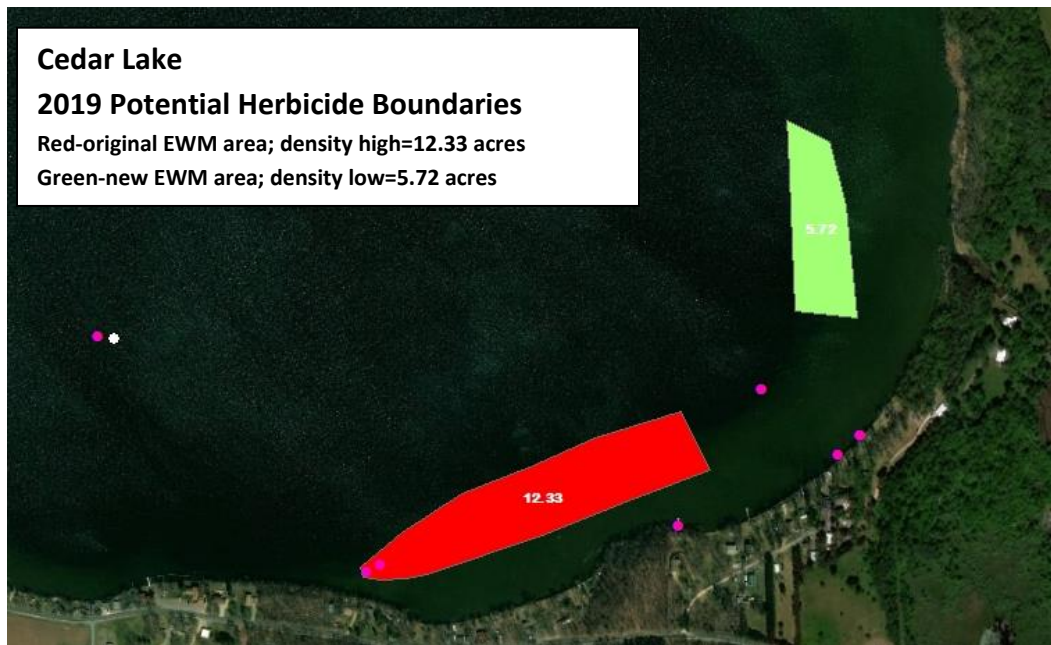 Cedar Lake
2019 Potential Herbicide Boundaries
Red-original EWM area; density high=12.33 acres
Green-new EWM area; density low=5.72 acres
5.72
12.33